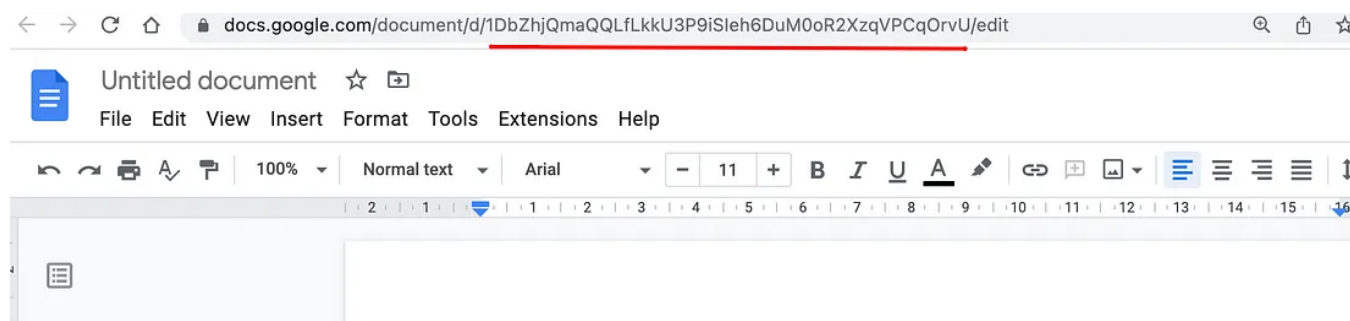 docs.google.com/document/d/1DbZhjQmaQQLfLkkU3P9iSIeh6DuM0oR2XzqVPCqOrvU/edit
Untitled document
File Edit View Insert Format Tools Extensions Help
100% Normal text Arial 11 B I U A
2 1 1 2 3 4 5 6 7 8 9 10 11 12 13 14 15 16